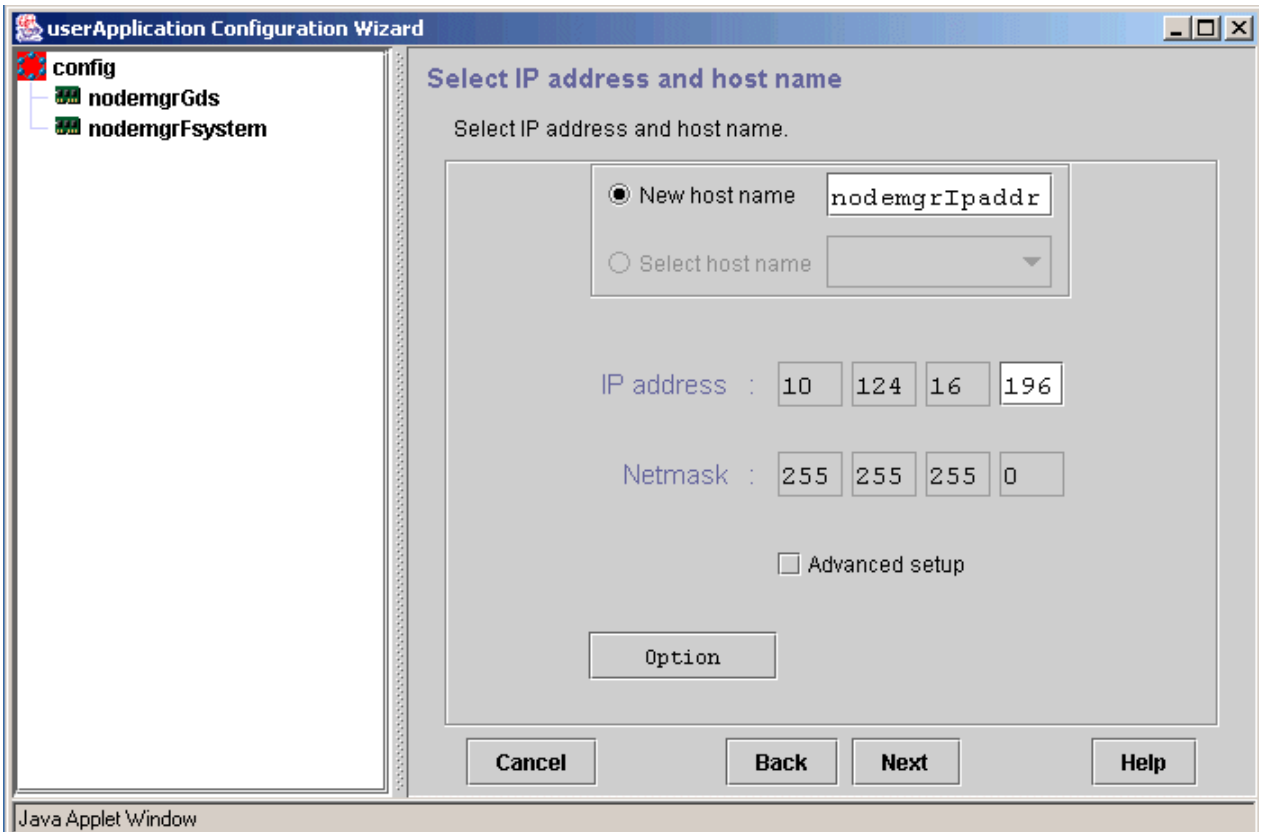 userApplication Configuration Wizard
config
nodemgrGds
nodemgrFsystem
Select IP address and host name
Select IP address and host name.
New host name nodemgrIpaddr
Select host name
IP address : 10 124 16 196
Netmask : 255 255 255 0
Advanced setup
Option
Cancel Back Next Help
Java Applet Window